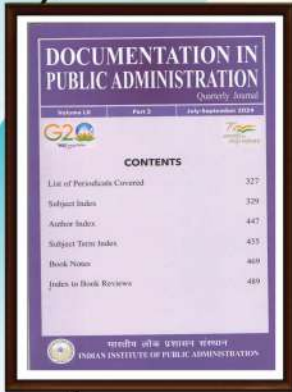 DOCUMENTATION IN
PUBLIC ADMINISTRATION
Quarterly Journal
Volume LII Part 3 July-September 2024
G20
CONTENTS
List of Periodicals Covered 327
Subject Index 329
Author Index 447
Subject Term Index 455
Book Notes 469
Index to Book Reviews 489
भारतीय लोक प्रशासन संस्थान
INDIAN INSTITUTE OF PUBLIC ADMINISTRATION